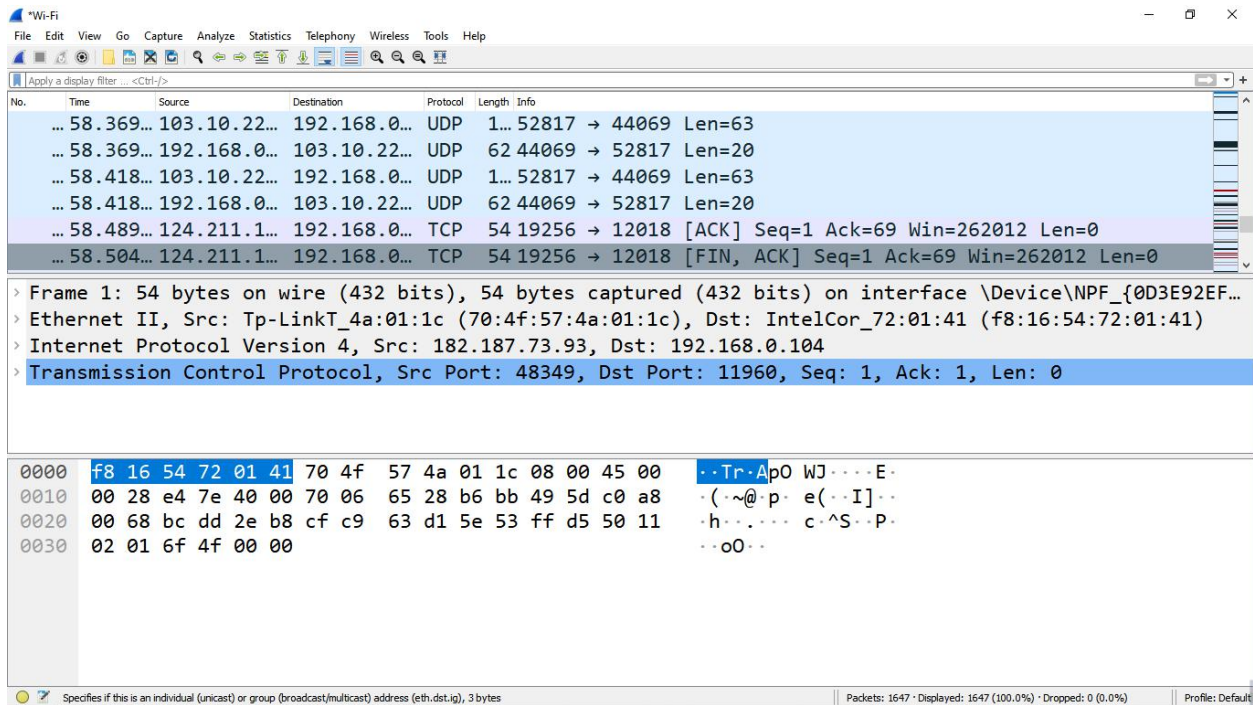 *Wi-Fi
File Edit View Go Capture Analyze Statistics Telephony Wireless Tools Help
Apply a display filter ... <Ctrl-/>
No. Time Source Destination Protocol Length Info
... 58.369... 103.10.22... 192.168.0... UDP 1... 52817 → 44069 Len=63
... 58.369... 192.168.0... 103.10.22... UDP 62 44069 → 52817 Len=20
... 58.418... 103.10.22... 192.168.0... UDP 1... 52817 → 44069 Len=63
... 58.418... 192.168.0... 103.10.22... UDP 62 44069 → 52817 Len=20
... 58.489... 124.211.1... 192.168.0... TCP 54 19256 → 12018 [ACK] Seq=1 Ack=69 Win=262012 Len=0
... 58.504... 124.211.1... 192.168.0... TCP 54 19256 → 12018 [FIN, ACK] Seq=1 Ack=69 Win=262012 Len=0
Frame 1: 54 bytes on wire (432 bits), 54 bytes captured (432 bits) on interface \Device\NPF_{0D3E92EF...
Ethernet II, Src: Tp-LinkT_4a:01:1c (70:4f:57:4a:01:1c), Dst: IntelCor_72:01:41 (f8:16:54:72:01:41)
Internet Protocol Version 4, Src: 182.187.73.93, Dst: 192.168.0.104
Transmission Control Protocol, Src Port: 48349, Dst Port: 11960, Seq: 1, Ack: 1, Len: 0
0000 f8 16 54 72 01 41 70 4f 57 4a 01 1c 08 00 45 00 ··Tr·ApO WJ····E·
0010 00 28 e4 7e 40 00 70 06 65 28 b6 bb 49 5d c0 a8 ·(·~@·p· e(··I]··
0020 00 68 bc dd 2e b8 cf c9 63 d1 5e 53 ff d5 50 11 ·h··.··· c·^S··P·
0030 02 01 6f 4f 00 00 ··oO··
Specifies if this is an individual (unicast) or group (broadcast/multicast) address (eth.dst.ig), 3 bytes Packets: 1647 · Displayed: 1647 (100.0%) · Dropped: 0 (0.0%) Profile: Default